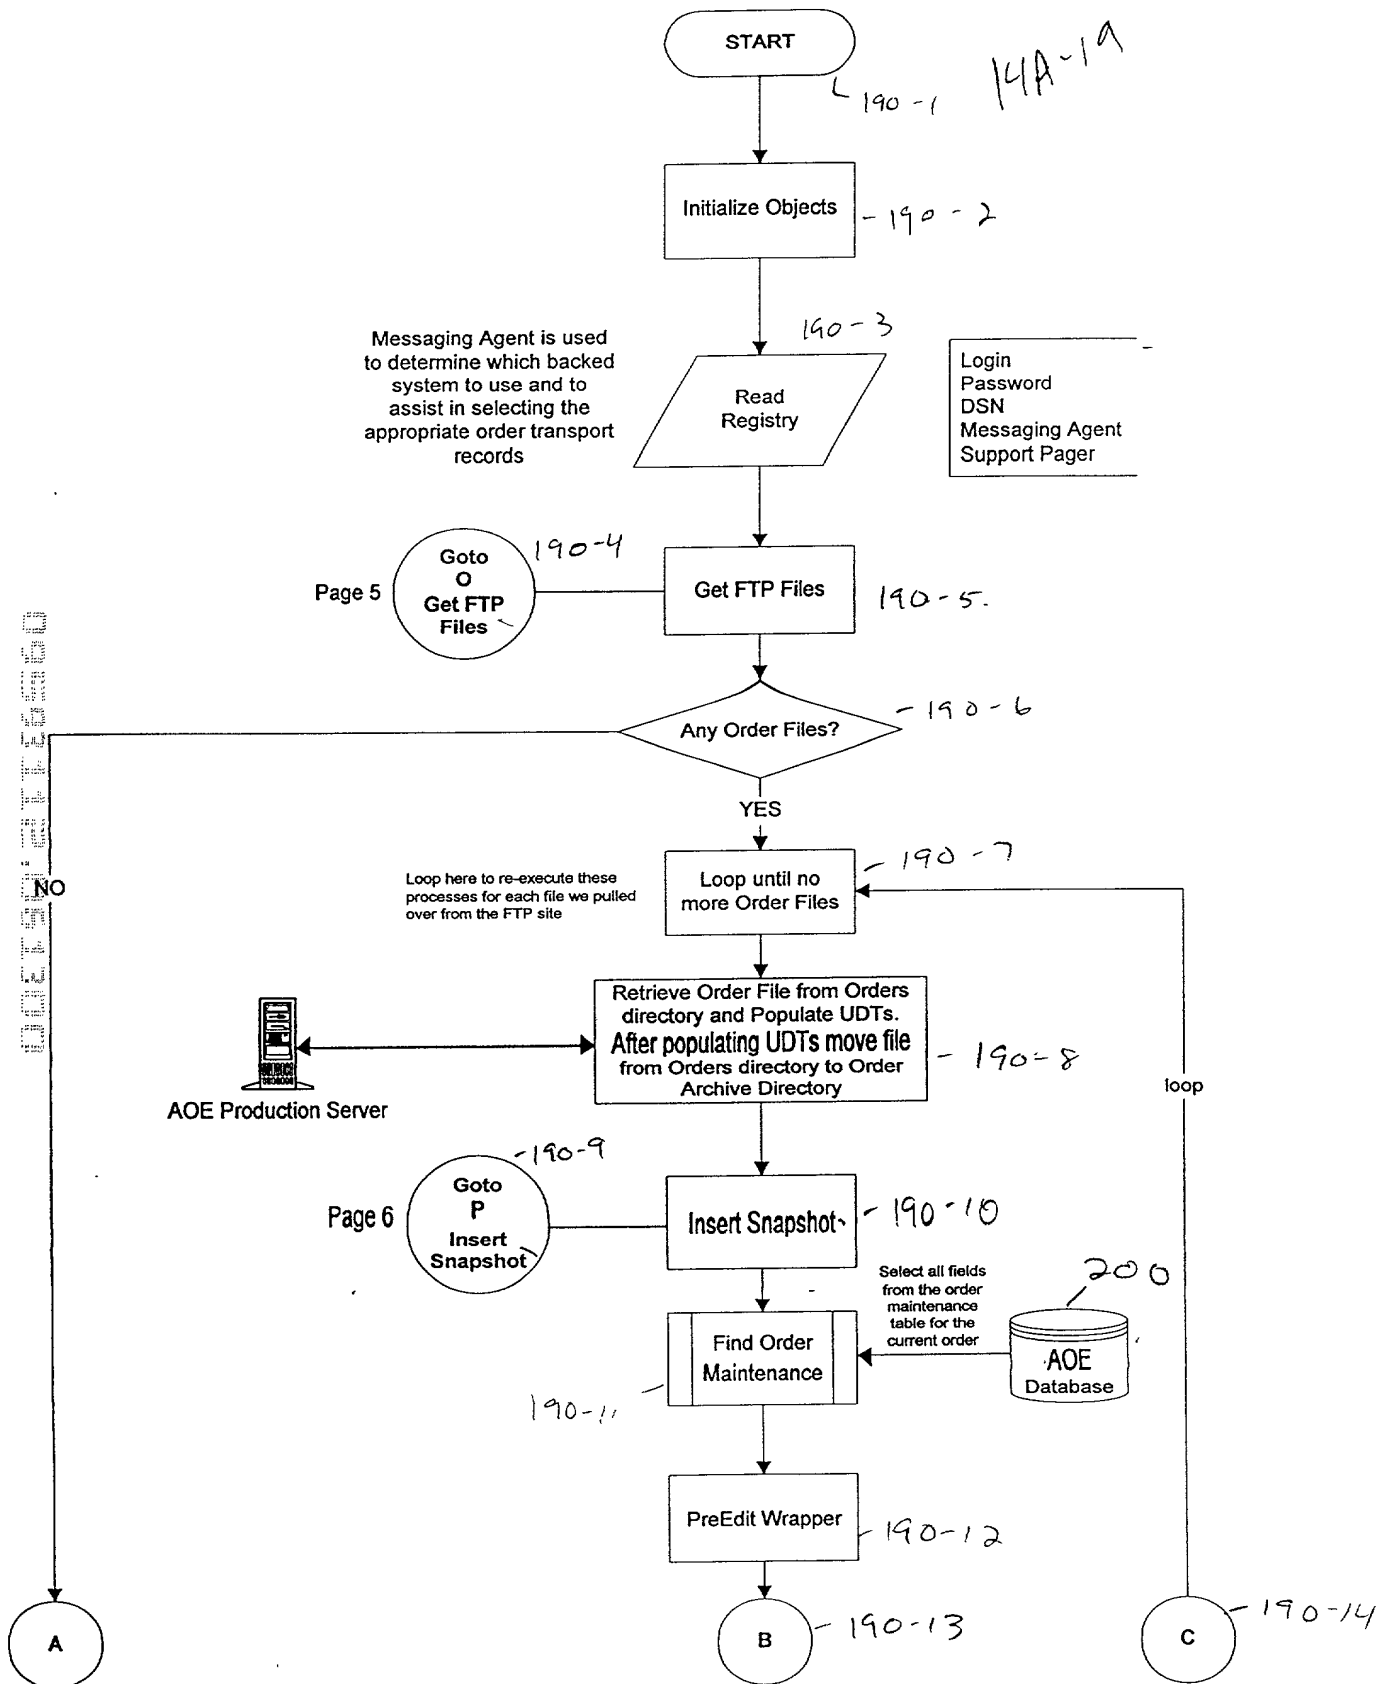 START
190-1
14A-19
Initialize Objects
190-2
190-3
Messaging Agent is used
to determine which backed
system to use and to
assist in selecting the
appropriate order transport
records
Read
Registry
Login
Password
DSN
Messaging Agent
Support Pager
Page 5
Goto
O
Get FTP
Files
190-4
Get FTP Files
190-5.
Any Order Files?
190-6
YES
NO
Loop here to re-execute these
processes for each file we pulled
over from the FTP site
Loop until no
more Order Files
190-7
AOE Production Server
Retrieve Order File from Orders
directory and Populate UDTs.
After populating UDTs move file
from Orders directory to Order
Archive Directory
190-8
loop
Page 6
Goto
P
Insert
Snapshot
190-9
Insert Snapshot
190-10
Find Order
Maintenance
190-11
Select all fields
from the order
maintenance
table for the
current order
200
AOE
Database
PreEdit Wrapper
190-12
A
B
190-13
C
190-14